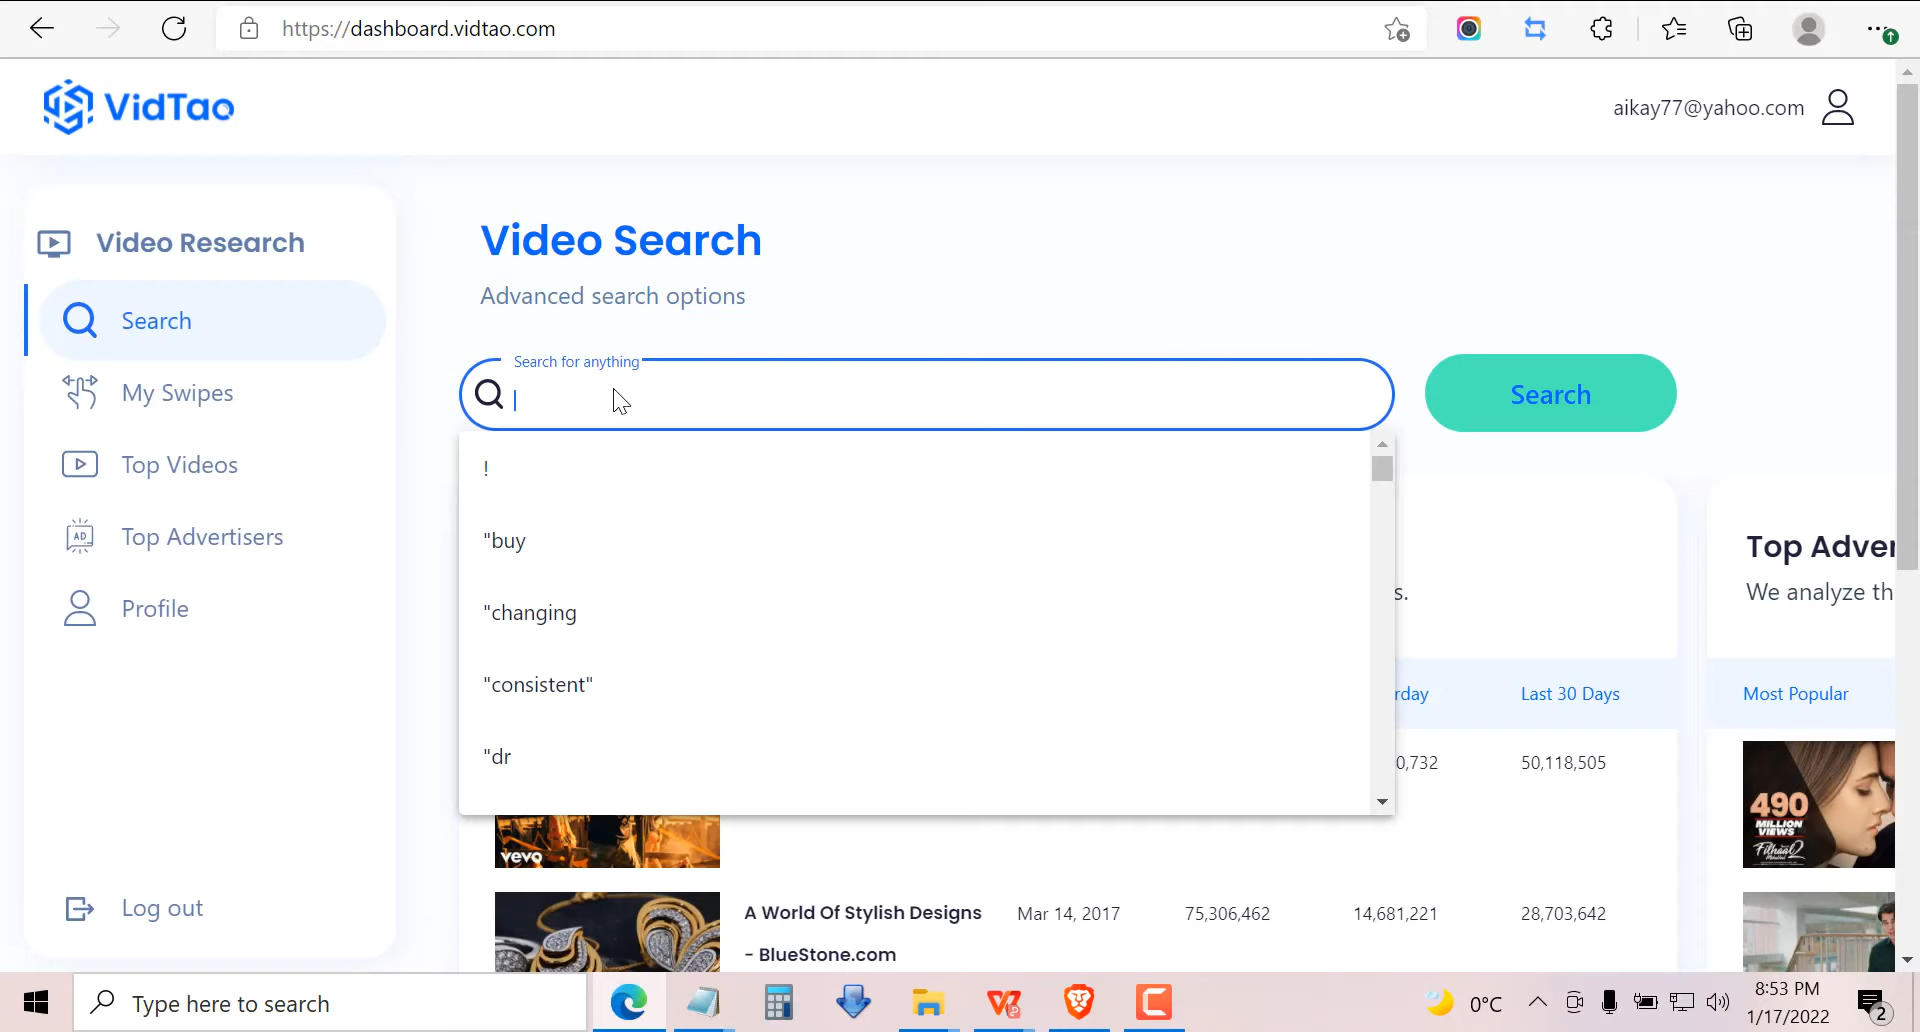 https://dashboard.vidtao.com
VidTao
aikay77@yahoo.com
Video Research
Search
My Swipes
Top Videos
AD
Top Advertisers
Profile
Log out
Video Search
Advanced search options
Search for anything
Search
!
"buy
"changing
"consistent"
"dr
s.
rday
Last 30 Days
0,732
50,118,505
vevo
A World Of Stylish Designs
- BlueStone.com
Mar 14, 2017
75,306,462
14,681,221
28,703,642
Top Adver
We analyze th
Most Popular
490
MILLION
VIEWS
Filhaal2
Type here to search
0°C
8:53 PM
1/17/2022
2